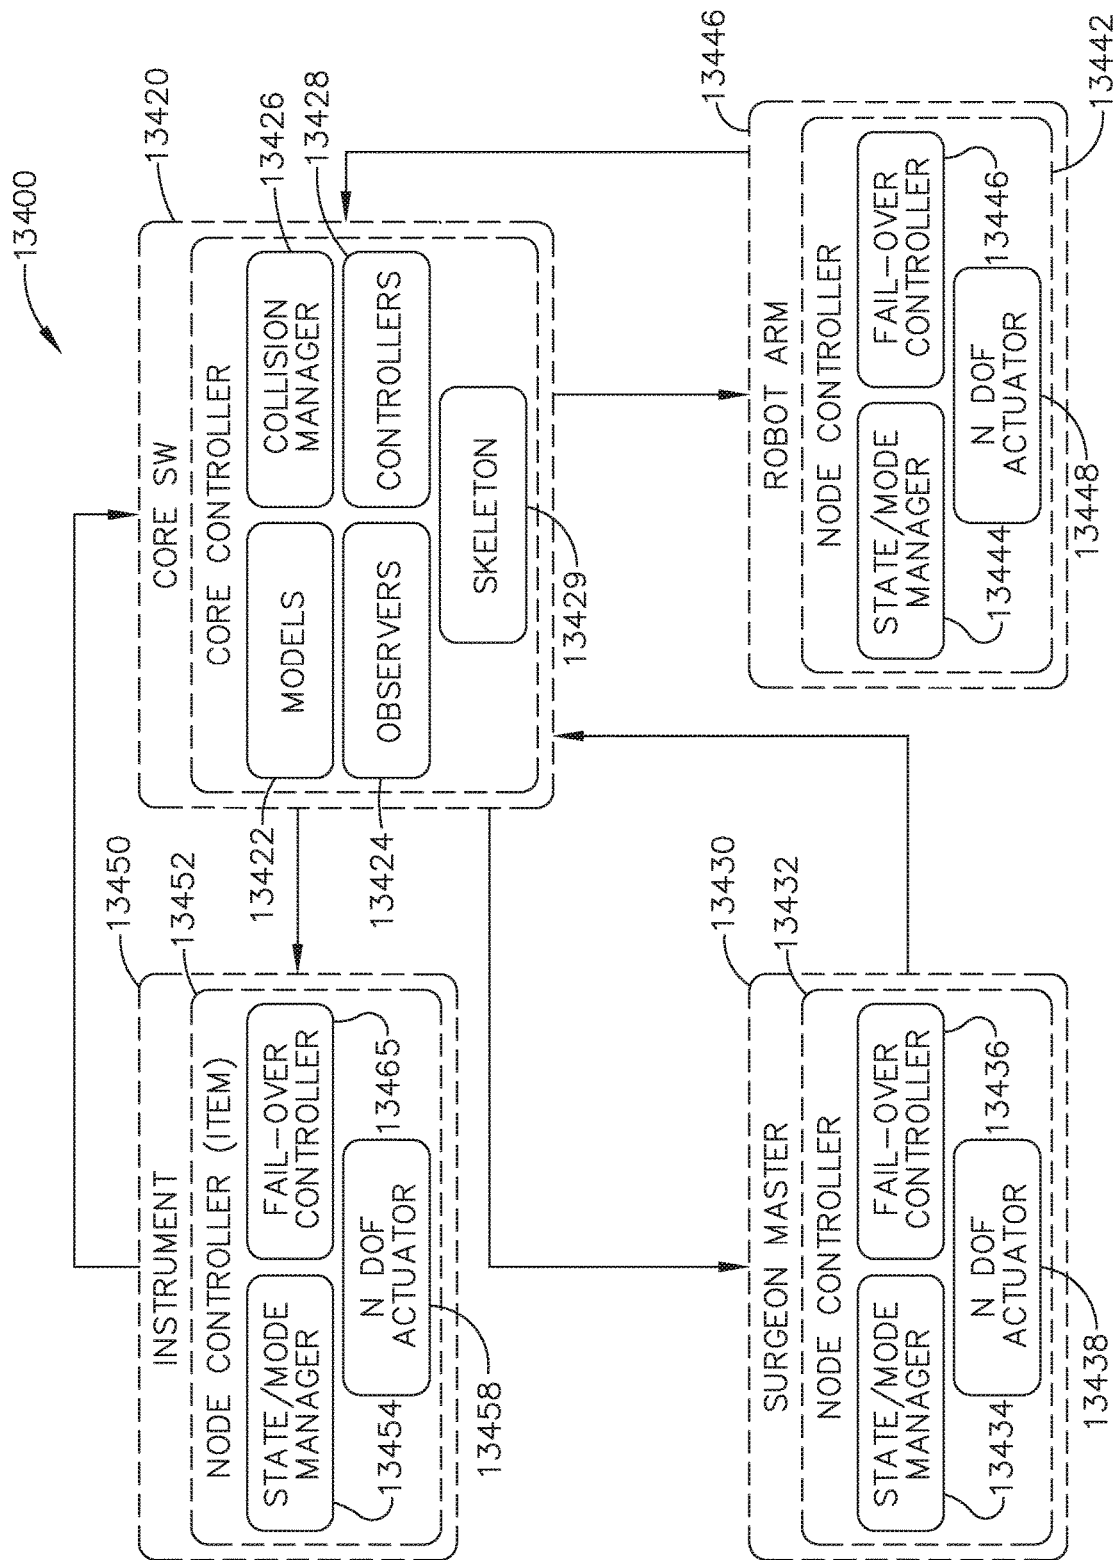 13400
INSTRUMENT
13450
NODE CONTROLLER (ITEM)
13452
STATE/MODE
MANAGER
FAIL-OVER
CONTROLLER
13454
13465
N DOF
ACTUATOR
13458
CORE SW
13420
CORE CONTROLLER
MODELS
COLLISION
MANAGER
13422
13426
OBSERVERS
CONTROLLERS
13424
13428
SKELETON
13429
SURGEON MASTER
13430
NODE CONTROLLER
13432
STATE/MODE
MANAGER
FAIL-OVER
CONTROLLER
13434
13436
N DOF
ACTUATOR
13438
ROBOT ARM
13446
NODE CONTROLLER
STATE/MODE
MANAGER
FAIL-OVER
CONTROLLER
13444
13446
N DOF
ACTUATOR
13448
13442